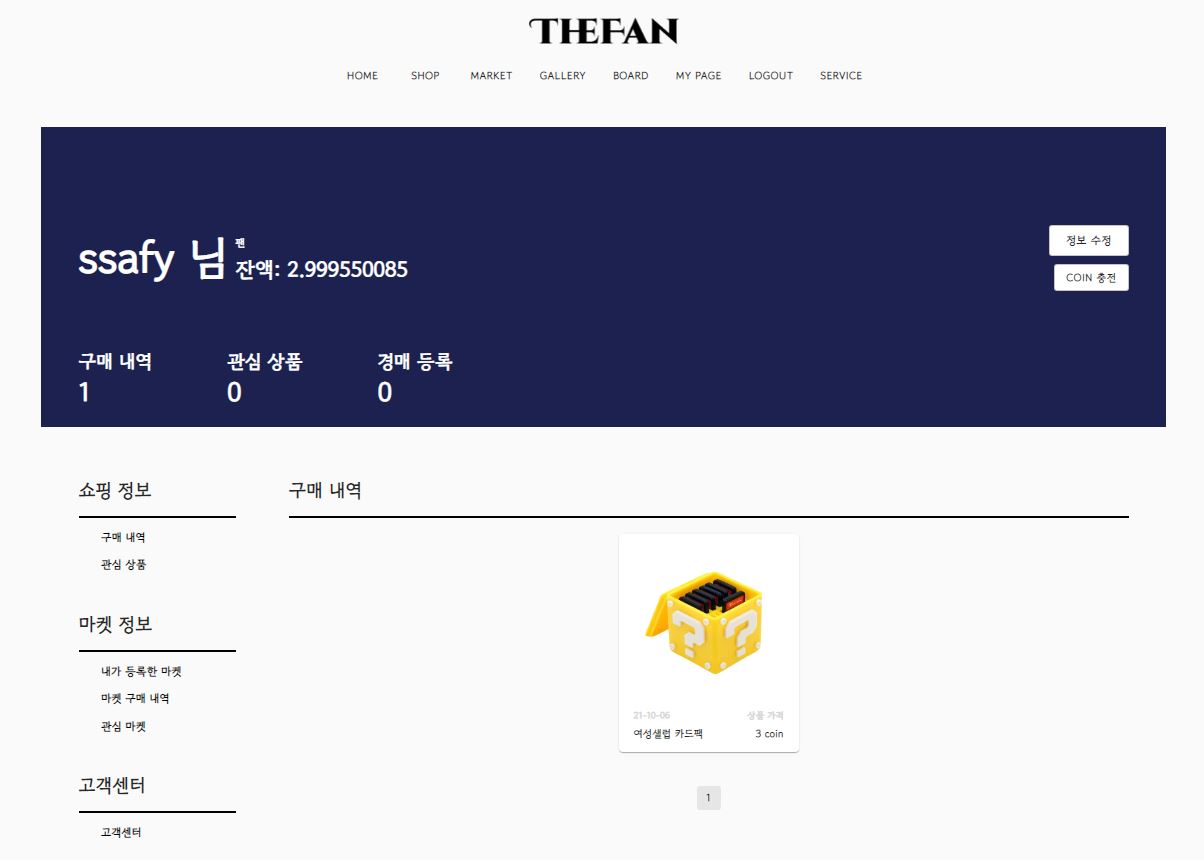 THEFAN
HOME SHOP MARKET GALLERY BOARD MY PAGE LOGOUT SERVICE
ssafy 님 팬
잔액: 2.999550085
정보 수정
COIN 충전
구매 내역 관심 상품 경매 등록
1 0 0
쇼핑 정보
구매 내역
관심 상품
마켓 정보
내가 등록한 마켓
마켓 구매 내역
관심 마켓
고객센터
고객센터
구매 내역
? ?
21-10-06 상품 가격
여성샐럽 카드팩 3 coin
1